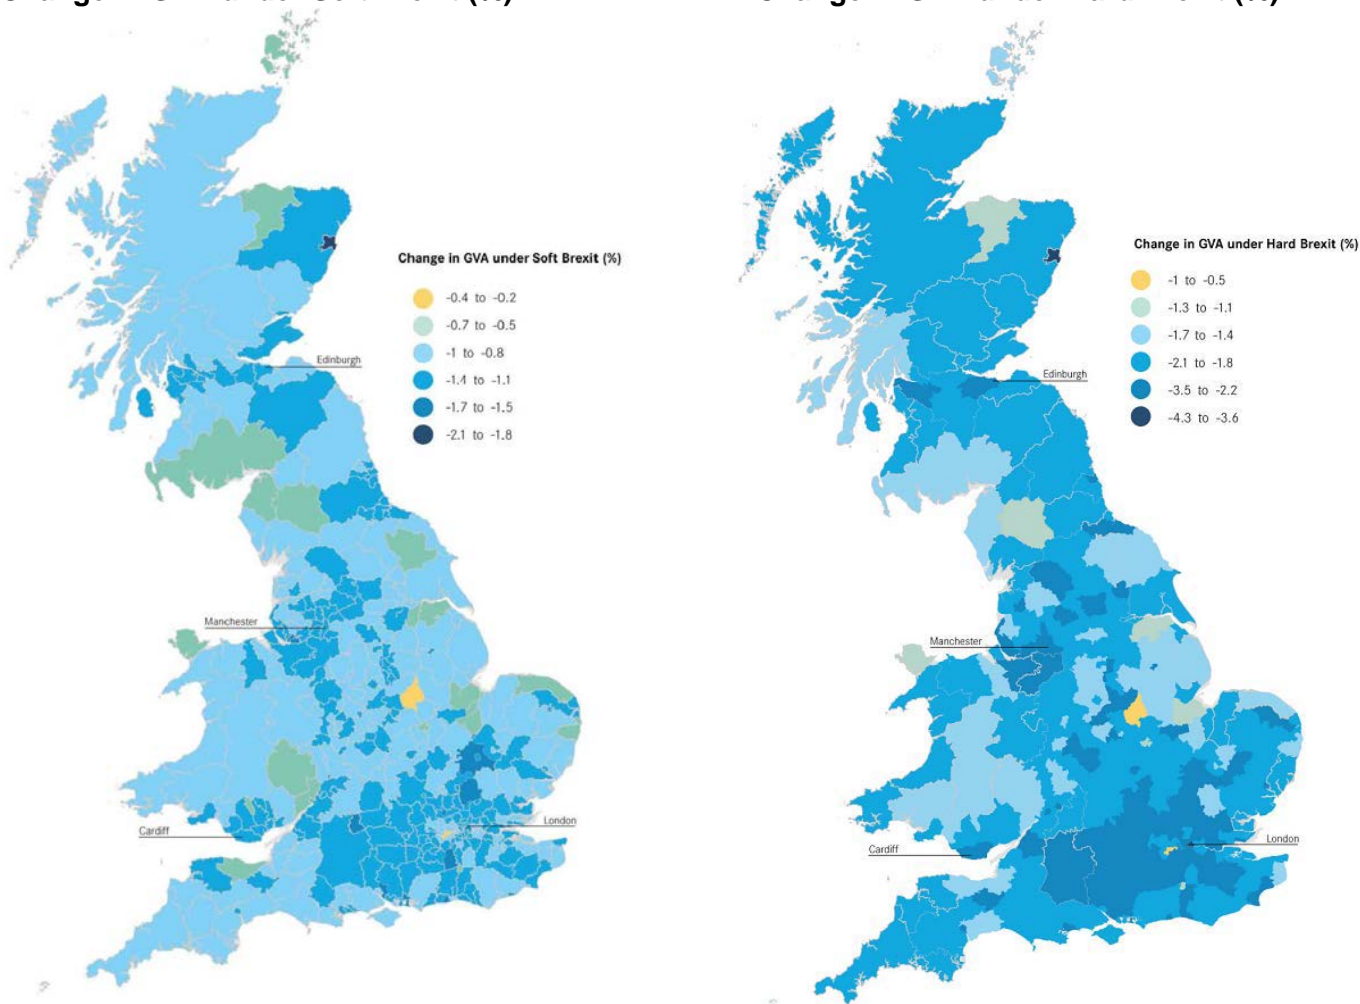 Change in GVA under Soft Brexit (%)
-0.4 to -0.2
-0.7 to -0.5
-1 to -0.8
-1.4 to -1.1
-1.7 to -1.5
-2.1 to -1.8
Edinburgh
Manchester
Cardiff
London
Change in GVA under Hard Brexit (%)
-1 to -0.5
-1.3 to -1.1
-1.7 to -1.4
-2.1 to -1.8
-3.5 to -2.2
-4.3 to -3.6
Edinburgh
Manchester
Cardiff
London